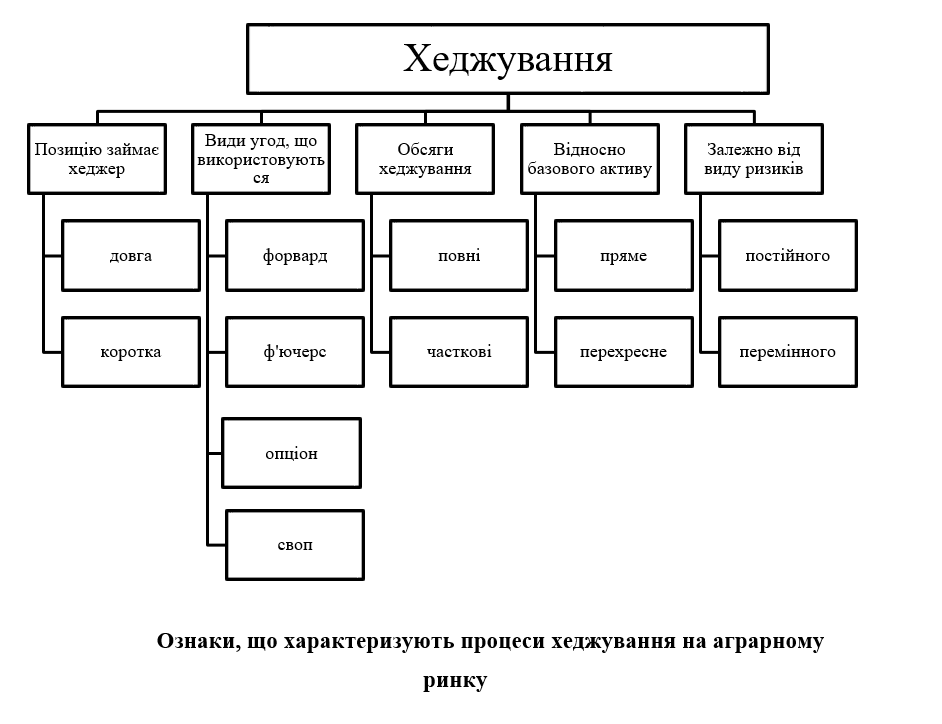 Хеджування
Позицію займає
хеджер
Види угод, що
використовують
ся
Обсяги
хеджування
Відносно
базового активу
Залежно від
виду ризиків
довга
форвард
повні
пряме
постійного
коротка
ф'ючерс
часткові
перехресне
перемінного
опціон
своп
Ознаки, що характеризують процеси хеджування на аграрному
ринку